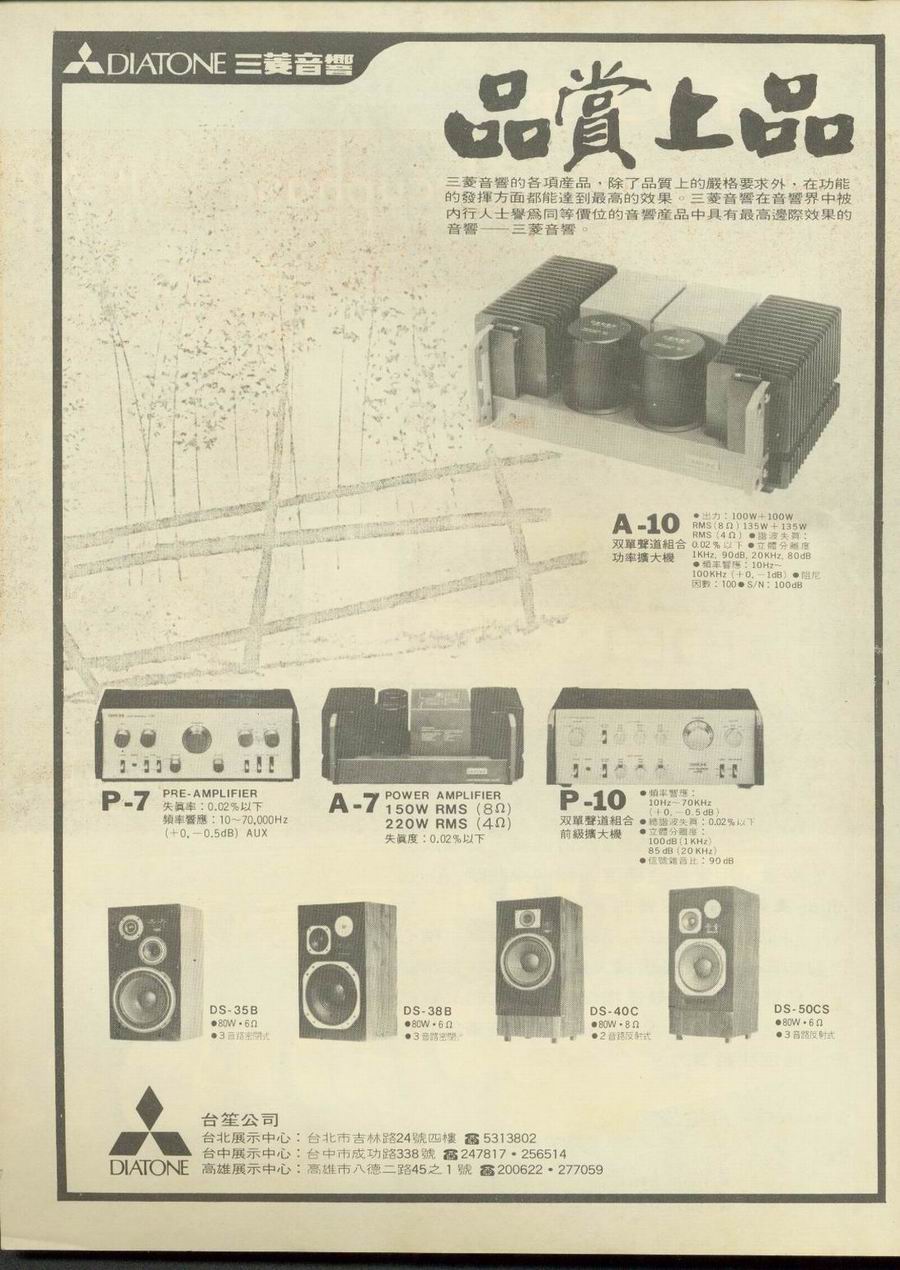 DIATONE 三菱音響
品賞上品
三菱音響的各項產品，除了品質上的嚴格要求外，在功能
的發揮方面都能達到最高的效果。三菱音響在音響界中被
內行人士譽爲同等價位的音響產品中具有最高邊際效果的
音響——三菱音響。
A-10
双單聲道組合
功率擴大機
●出力：100W+100W
RMS(8Ω) 135W+135W
RMS (4Ω) ●諧波失眞：
0.02%以下 ●立體分離度
1KHz, 90dB, 20KHz, 80dB
●頻率響應：10Hz~
100KHz (+0, -1dB) ●阻尼
因數：100● S/N：100dB
P-7
PRE-AMPLIFIER
失眞率：0.02%以下
頻率響應：10~70,000Hz
(+0, -0.5dB) AUX
A-7
POWER AMPLIFIER
150W RMS (8Ω)
220W RMS (4Ω)
失眞度：0.02%以下
P-10
双單聲道組合
前級擴大機
●頻率響應：
10Hz~70KHz
(+0, -0.5dB)
●總諧波失眞：0.02%以下
●立體分離度：
100dB (1KHz)
85dB (20KHz)
●信號雜音比：90dB
DS-35B
●80W·6Ω
●3音路密閉式
DS-38B
●80W·6Ω
●3音路密閉
DS-40C
●80W·8Ω
●2音路反射式
DS-50CS
●80W·6Ω
●3音路反射式
DIATONE
台笙公司
台北展示中心：台北市吉林路24號四樓 ☎5313802
台中展示中心：台中市成功路338號 ☎247817·256514
高雄展示中心：高雄市八德二路45之1號 ☎200622·277059